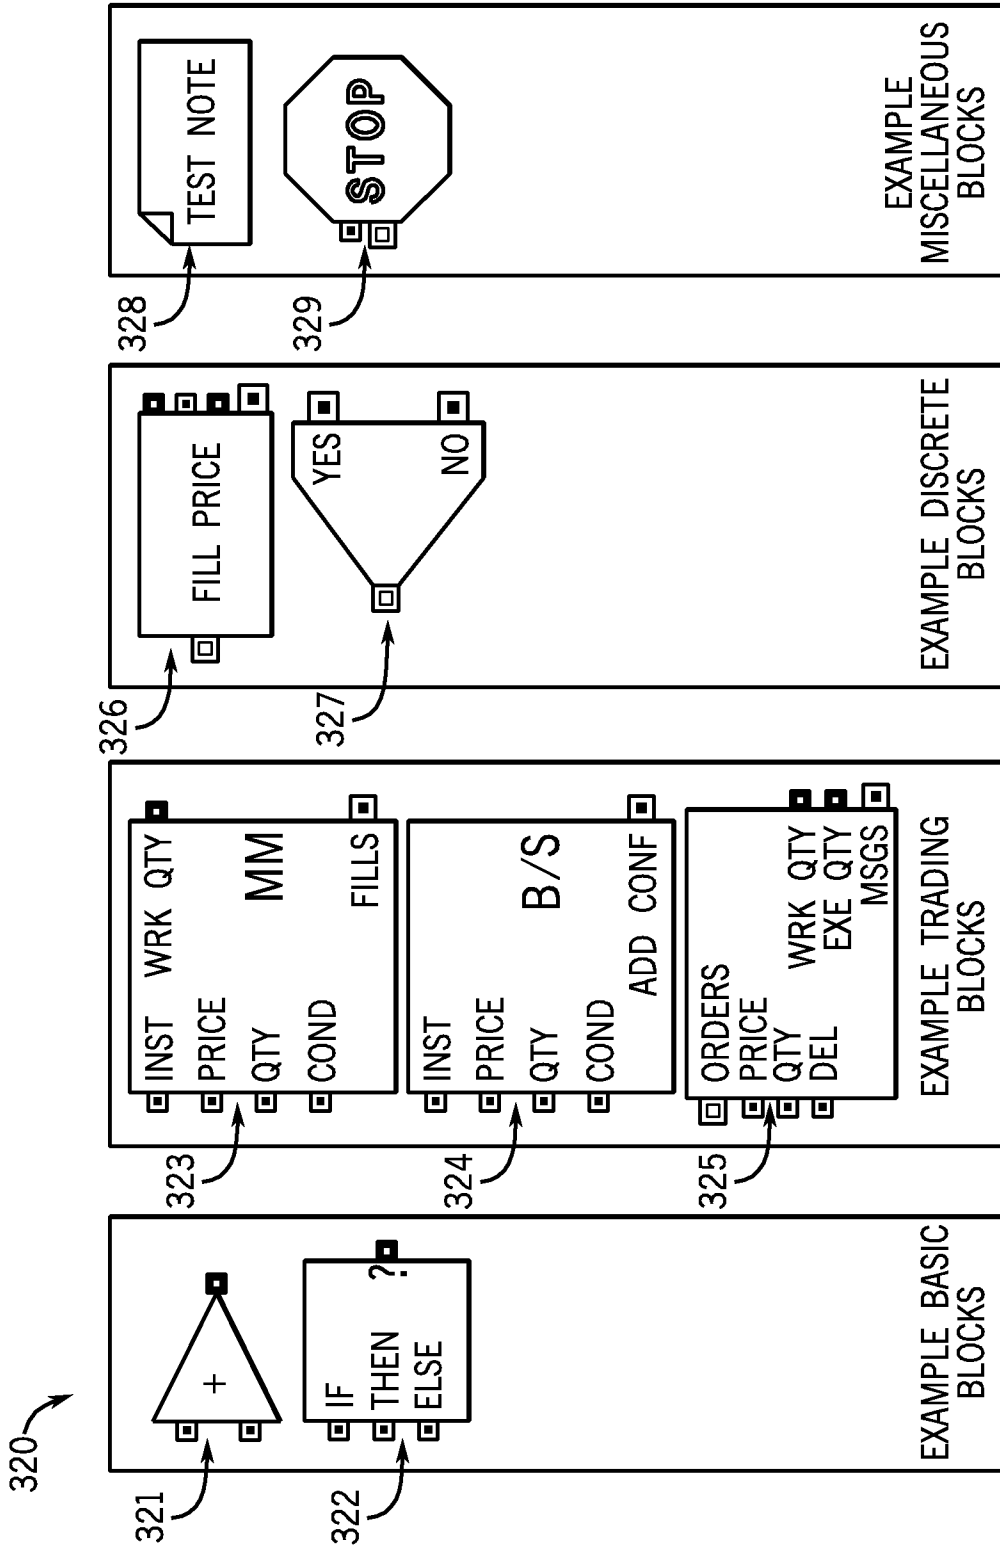 320
321
+
322
IF
THEN
ELSE
?
EXAMPLE BASIC
BLOCKS
323
INST
WRK QTY
PRICE
MM
QTY
COND
FILLS
324
INST
PRICE
B/S
QTY
COND
ADD CONF
325
ORDERS
PRICE
QTY
WRK QTY
DEL
EXE QTY
MSGS
EXAMPLE TRADING
BLOCKS
326
FILL PRICE
327
YES
NO
EXAMPLE DISCRETE
BLOCKS
328
TEST NOTE
329
STOP
EXAMPLE
MISCELLANEOUS
BLOCKS